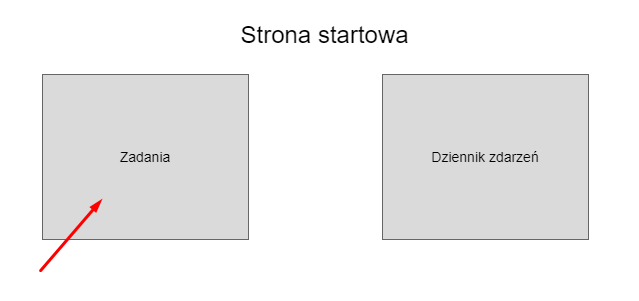 Strona startowa
Zadania
Dziennik zdarzeń